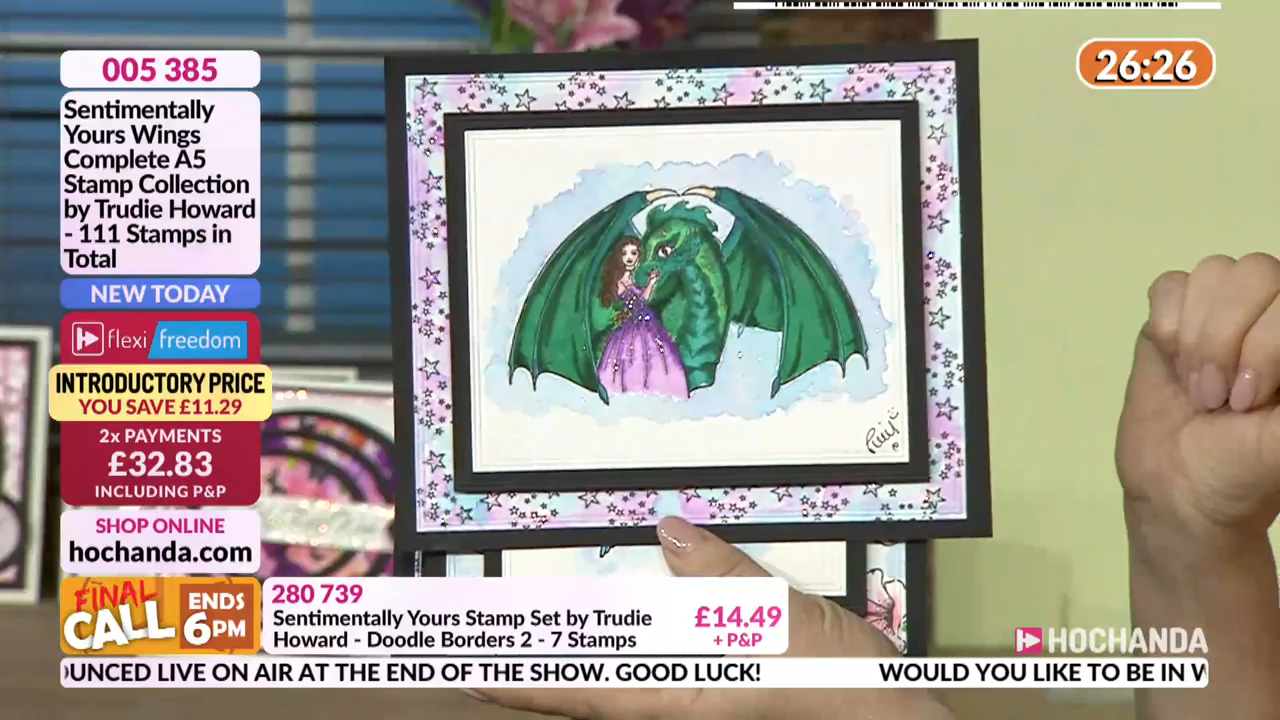 005 385
Sentimentally
Yours Wings
Complete A5
Stamp Collection
by Trudie Howard
- 111 Stamps in
Total
NEW TODAY
flexi freedom
INTRODUCTORY PRICE
YOU SAVE £11.29
2x PAYMENTS
£32.83
INCLUDING P&P
SHOP ONLINE
hochanda.com
FINAL
CALL
ENDS
6PM
280 739
Sentimentally Yours Stamp Set by Trudie
Howard - Doodle Borders 2 - 7 Stamps
£14.49
+ P&P
26:26
HOCHANDA
OUNCED LIVE ON AIR AT THE END OF THE SHOW. GOOD LUCK!
WOULD YOU LIKE TO BE IN W